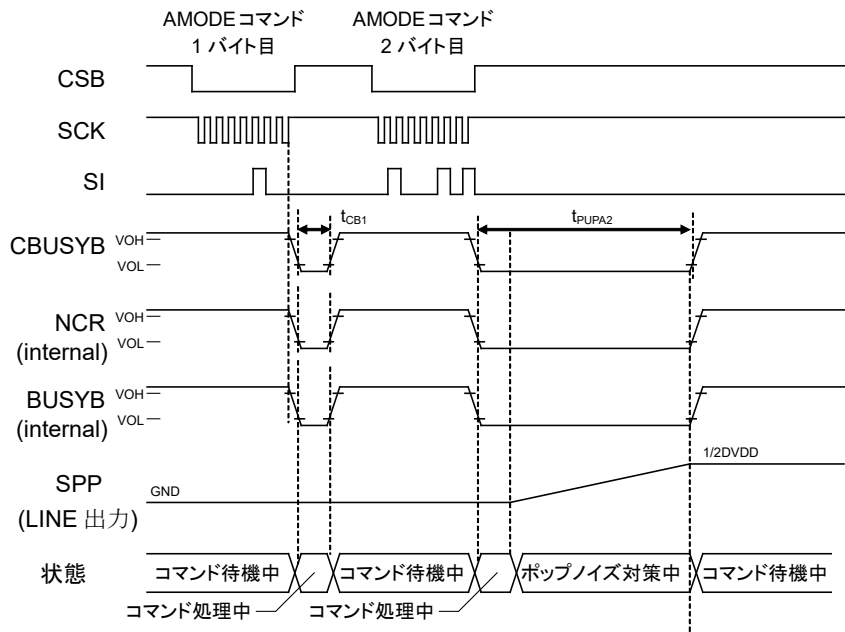 AMODEコマンド
1 バイト目
AMODEコマンド
2 バイト目
CSB
SCK
SI
tCB1
tPUPA2
CBUSYB
VOH
VOL
NCR
(internal)
VOH
VOL
BUSYB
(internal)
VOH
VOL
SPP
(LINE 出力)
GND
1/2DVDD
状態
コマンド待機中
コマンド待機中
ポップノイズ対策中
コマンド待機中
コマンド処理中
コマンド処理中